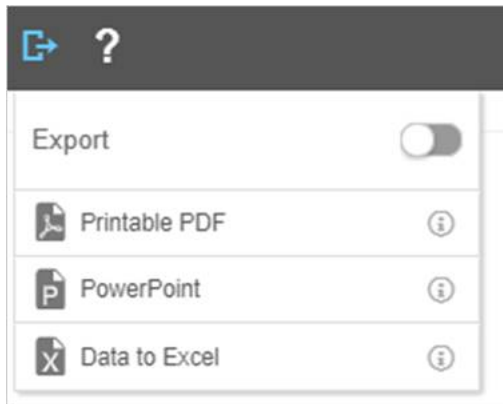 ?
Export
Printable PDF
PowerPoint
Data to Excel